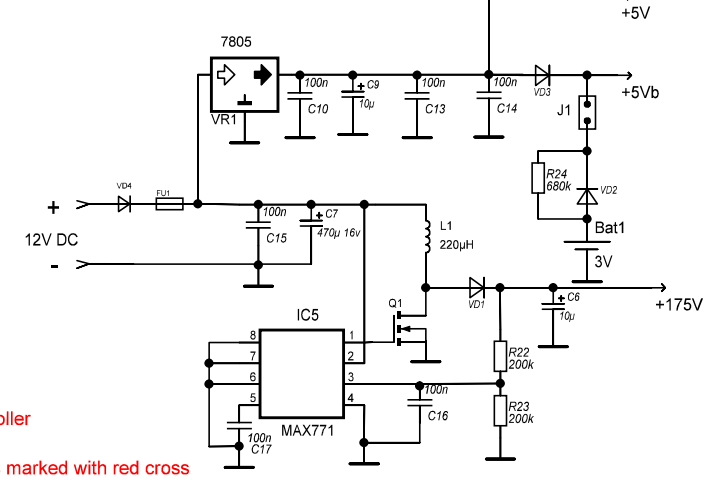 +5V
7805
VR1
100n
C10
+ C9
10µ
100n
C13
100n
C14
VD3
+5Vb
J1
R24
680k
VD2
Bat1
3V
+
12V DC
-
VD4
FU1
100n
C15
+ C7
470µ 16v
L1
220µH
Q1
VD1
+ C6
10µ
+175V
IC5
8
7
6
5
1
2
3
4
MAX771
100n
C17
100n
C16
R22
200k
R23
200k
oller
marked with red cross